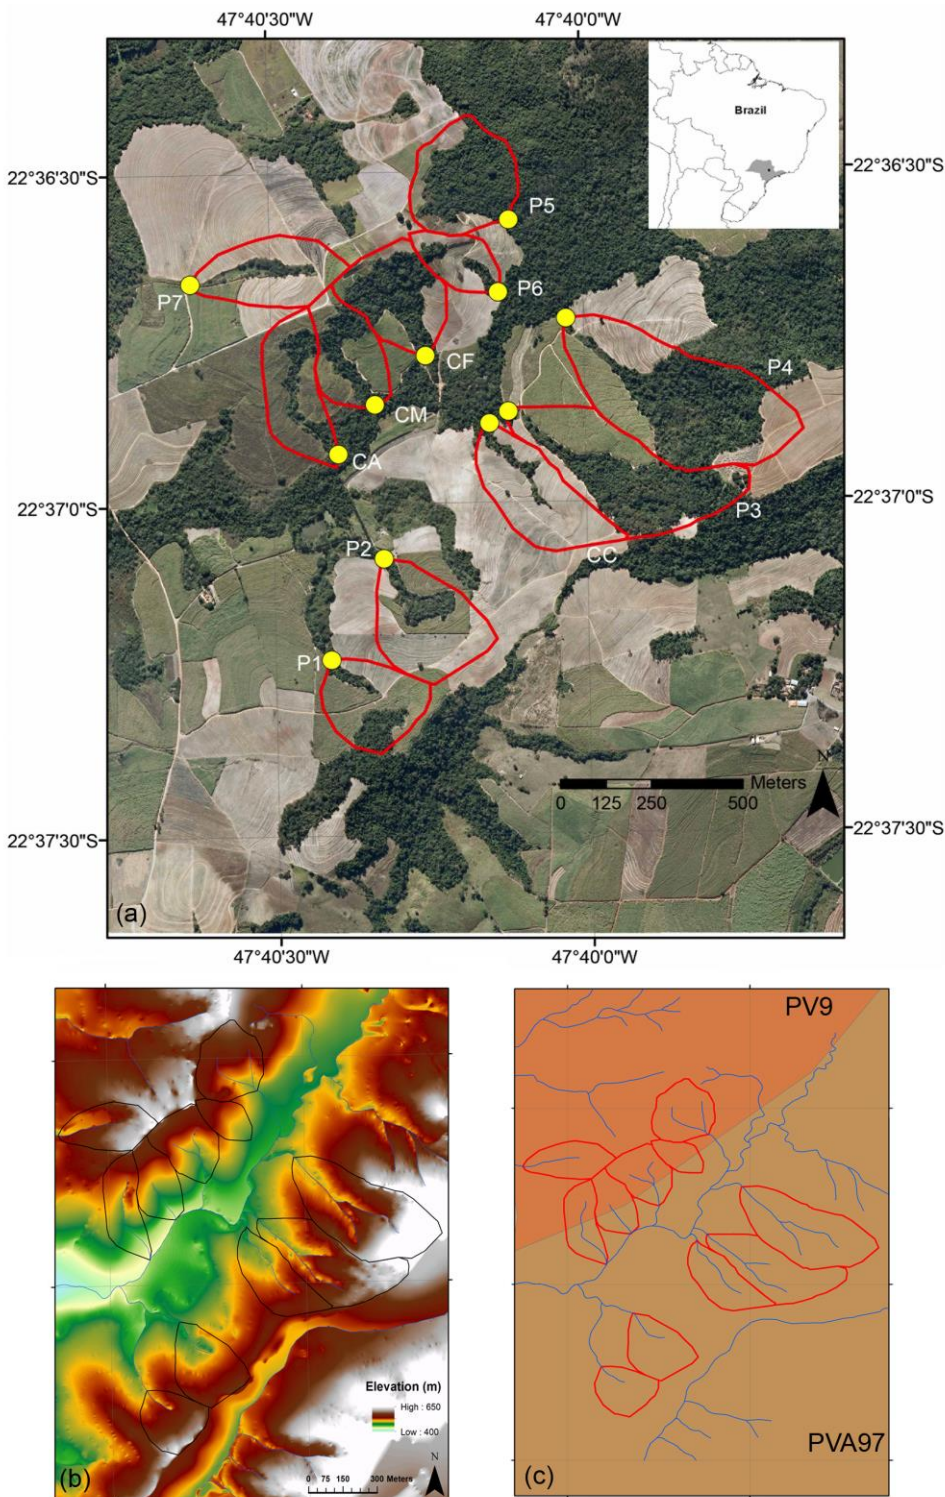 47°40'30"W
47°40'0"W
Brazil
22°36'30"S
22°36'30"S
P5
P7
P6
CF
P4
CM
CA
22°37'0"S
22°37'0"S
P3
P2
CC
P1
N
Meters
0 125 250 500
22°37'30"S
22°37'30"S
(a)
47°40'30"W
47°40'0"W
PV9
Elevation (m)
High : 650
Low : 400
N
0 75 150 300 Meters
(b)
PVA97
(c)